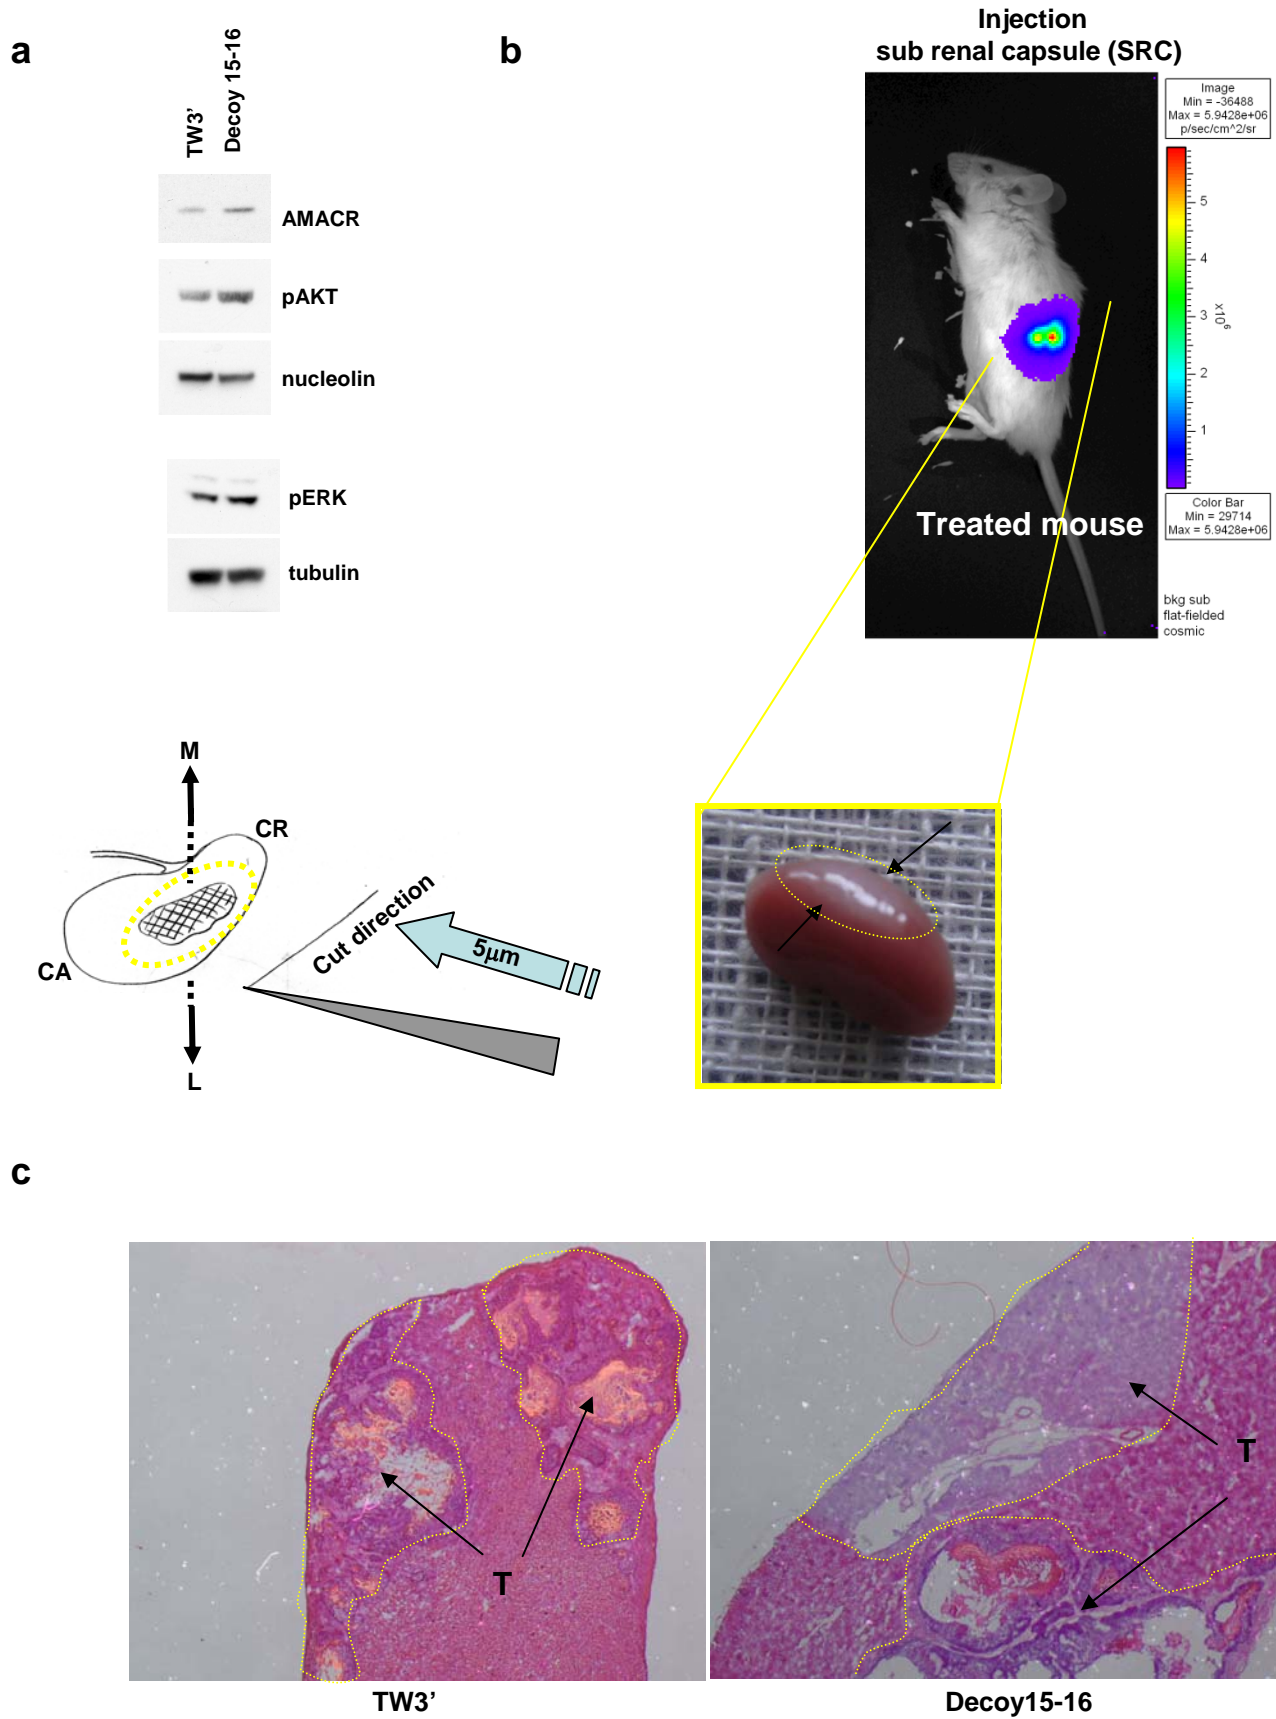 a
TW3’
Decoy 15-16
AMACR
pAKT
nucleolin
pERK
tubulin
b
Injection
sub renal capsule (SRC)
Image
Min = -36488
Max = 5.9428e+06
p/sec/cm^2/sr
5
4
3
2
1
x10^6
Color Bar
Min = 29714
Max = 5.9428e+06
bkg sub
flat-fielded
cosmic
Treated mouse
M
CR
CA
L
Cut direction
5μm
c
T
T
TW3’
Decoy15-16